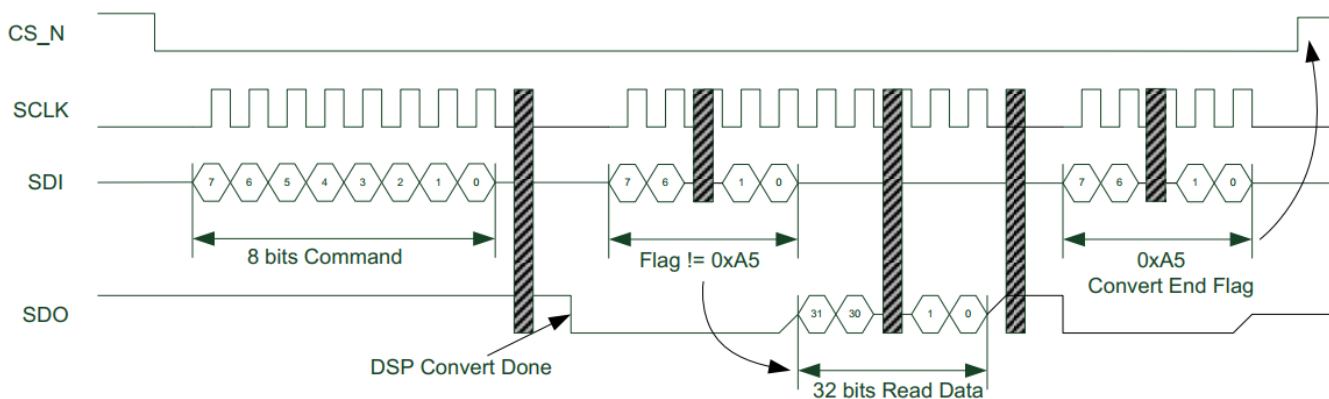 CS_N
SCLK
SDI
7 6 5 4 3 2 1 0
7 6 1 0
7 6 1 0
8 bits Command
Flag != 0xA5
0xA5
Convert End Flag
SDO
31 30 1 0
DSP Convert Done
32 bits Read Data